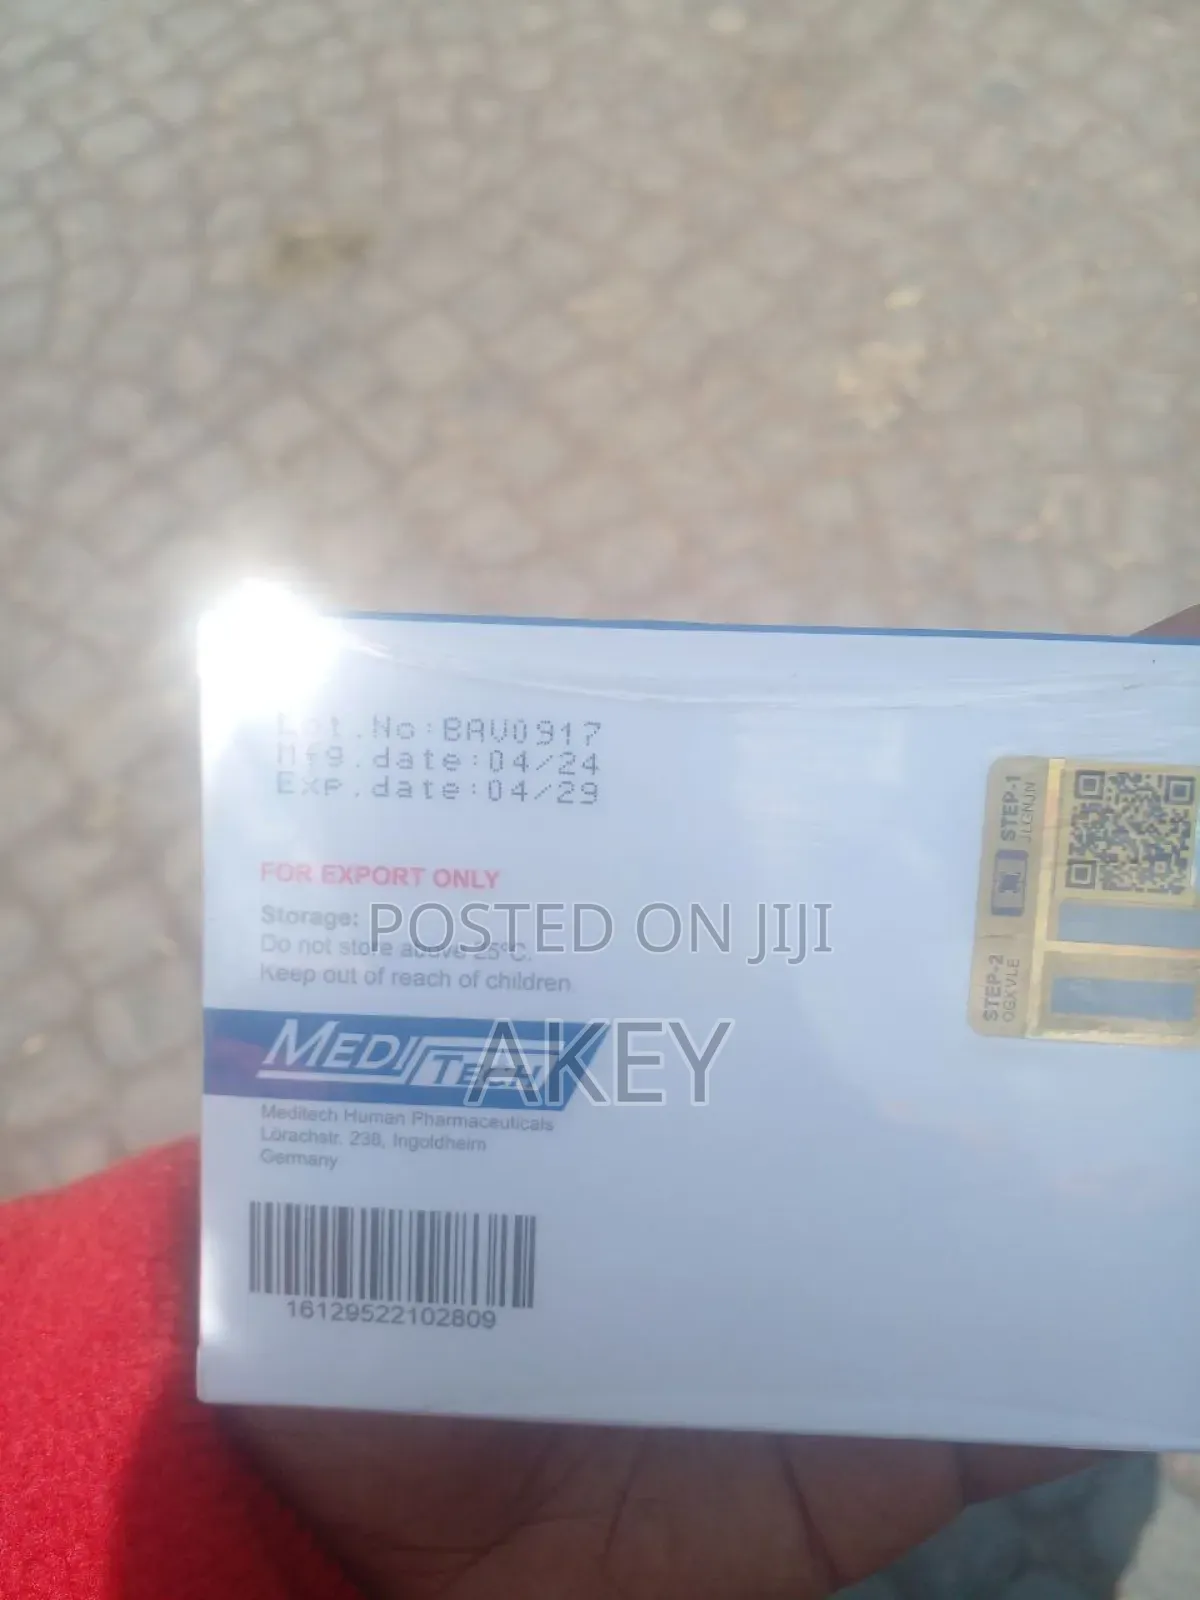 Lot.No:BAV0917
Mfg.date:04/24
Exp.date:04/29
FOR EXPORT ONLY
Storage:
Do not store above 25°C.
Keep out of reach of children
POSTED ON JIJI
AKEY
MEDITECH
Meditech Human Pharmaceuticals
Lörachstr. 238, Ingoldheim
Germany
16129522102809
STEP-1
JLGNJN
STEP-2
OGXVLE